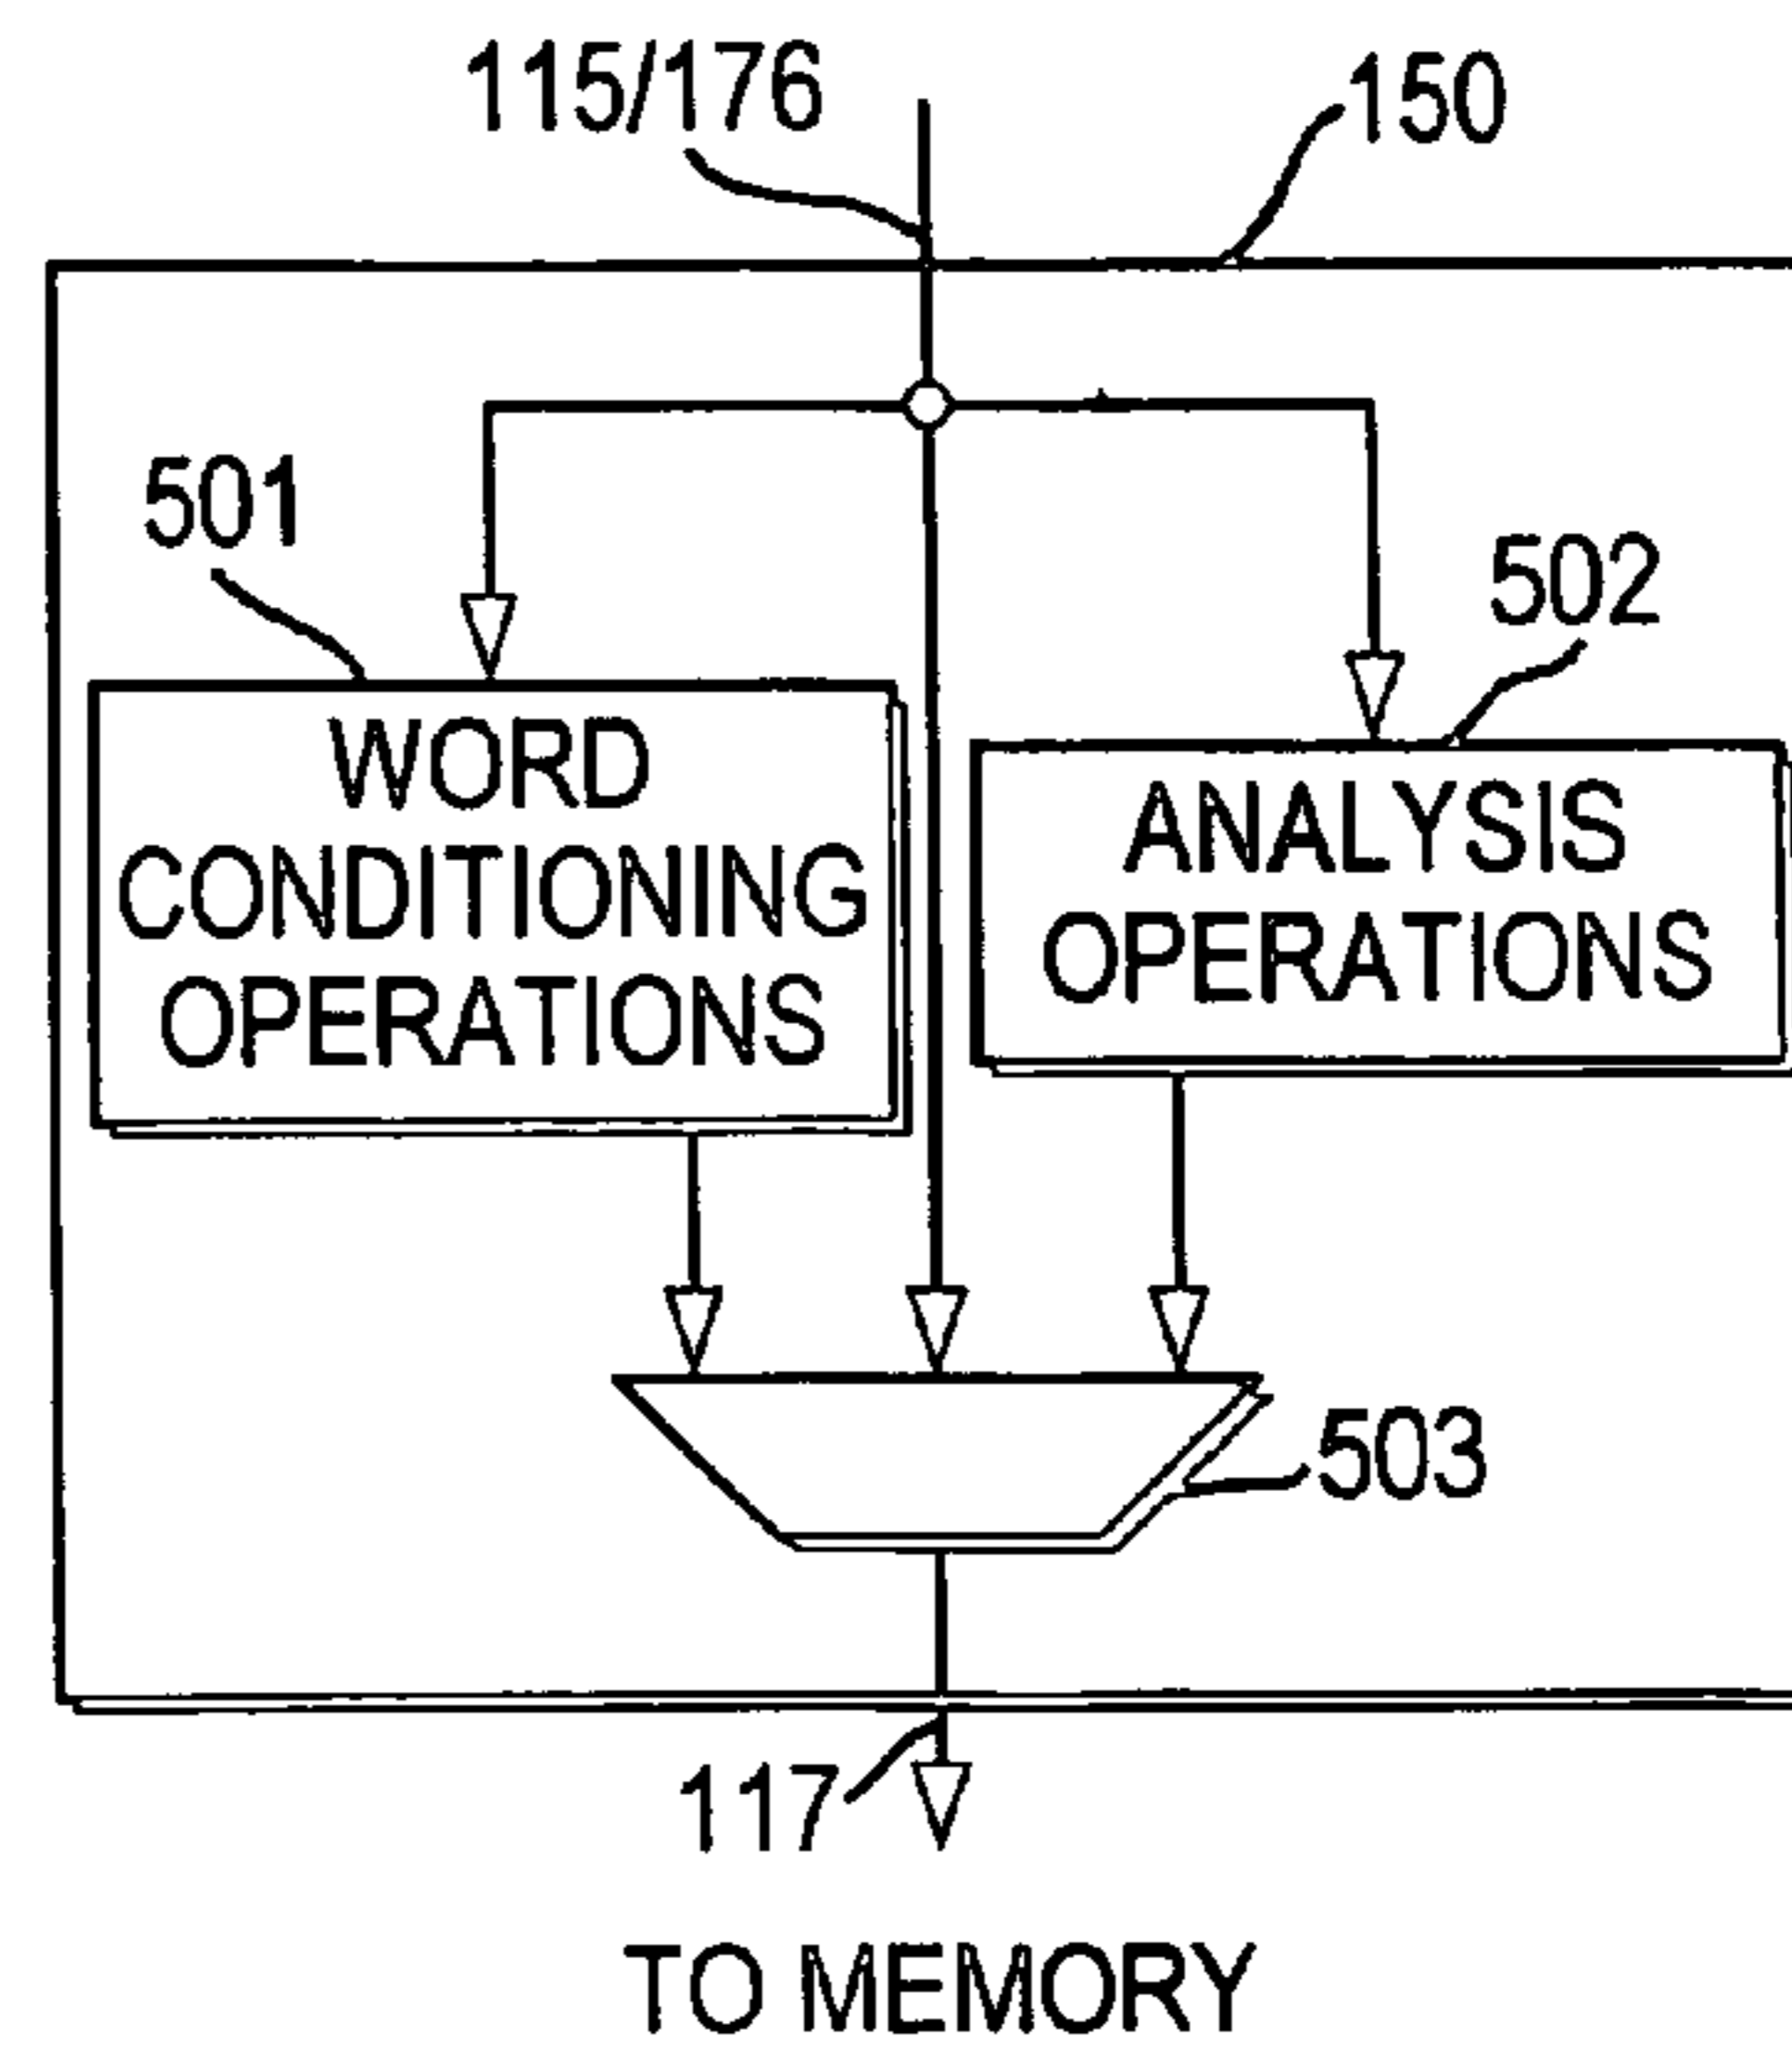 115/176
150
501
502
WORD
CONDITIONING
OPERATIONS
ANALYSIS
OPERATIONS
503
117
TO MEMORY